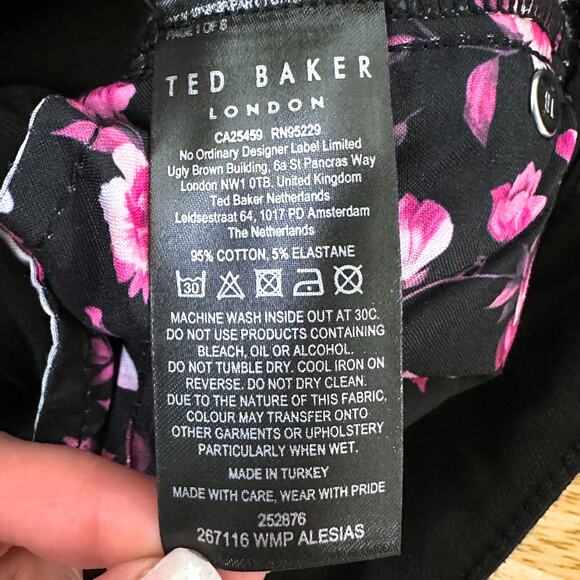 PAGE 1 OF 6
TED BAKER
LONDON
CA25459 RN95229
No Ordinary Designer Label Limited
Ugly Brown Building, 6a St Pancras Way
London NW1 0TB, United Kingdom
Ted Baker Netherlands
Leidsestraat 64, 1017 PD Amsterdam
The Netherlands
95% COTTON, 5% ELASTANE
30
MACHINE WASH INSIDE OUT AT 30C.
DO NOT USE PRODUCTS CONTAINING
BLEACH, OIL OR ALCOHOL.
DO NOT TUMBLE DRY. COOL IRON ON
REVERSE. DO NOT DRY CLEAN.
DUE TO THE NATURE OF THIS FABRIC,
COLOUR MAY TRANSFER ONTO
OTHER GARMENTS OR UPHOLSTERY
PARTICULARLY WHEN WET.
MADE IN TURKEY
MADE WITH CARE, WEAR WITH PRIDE
252876
267116 WMP ALESIAS